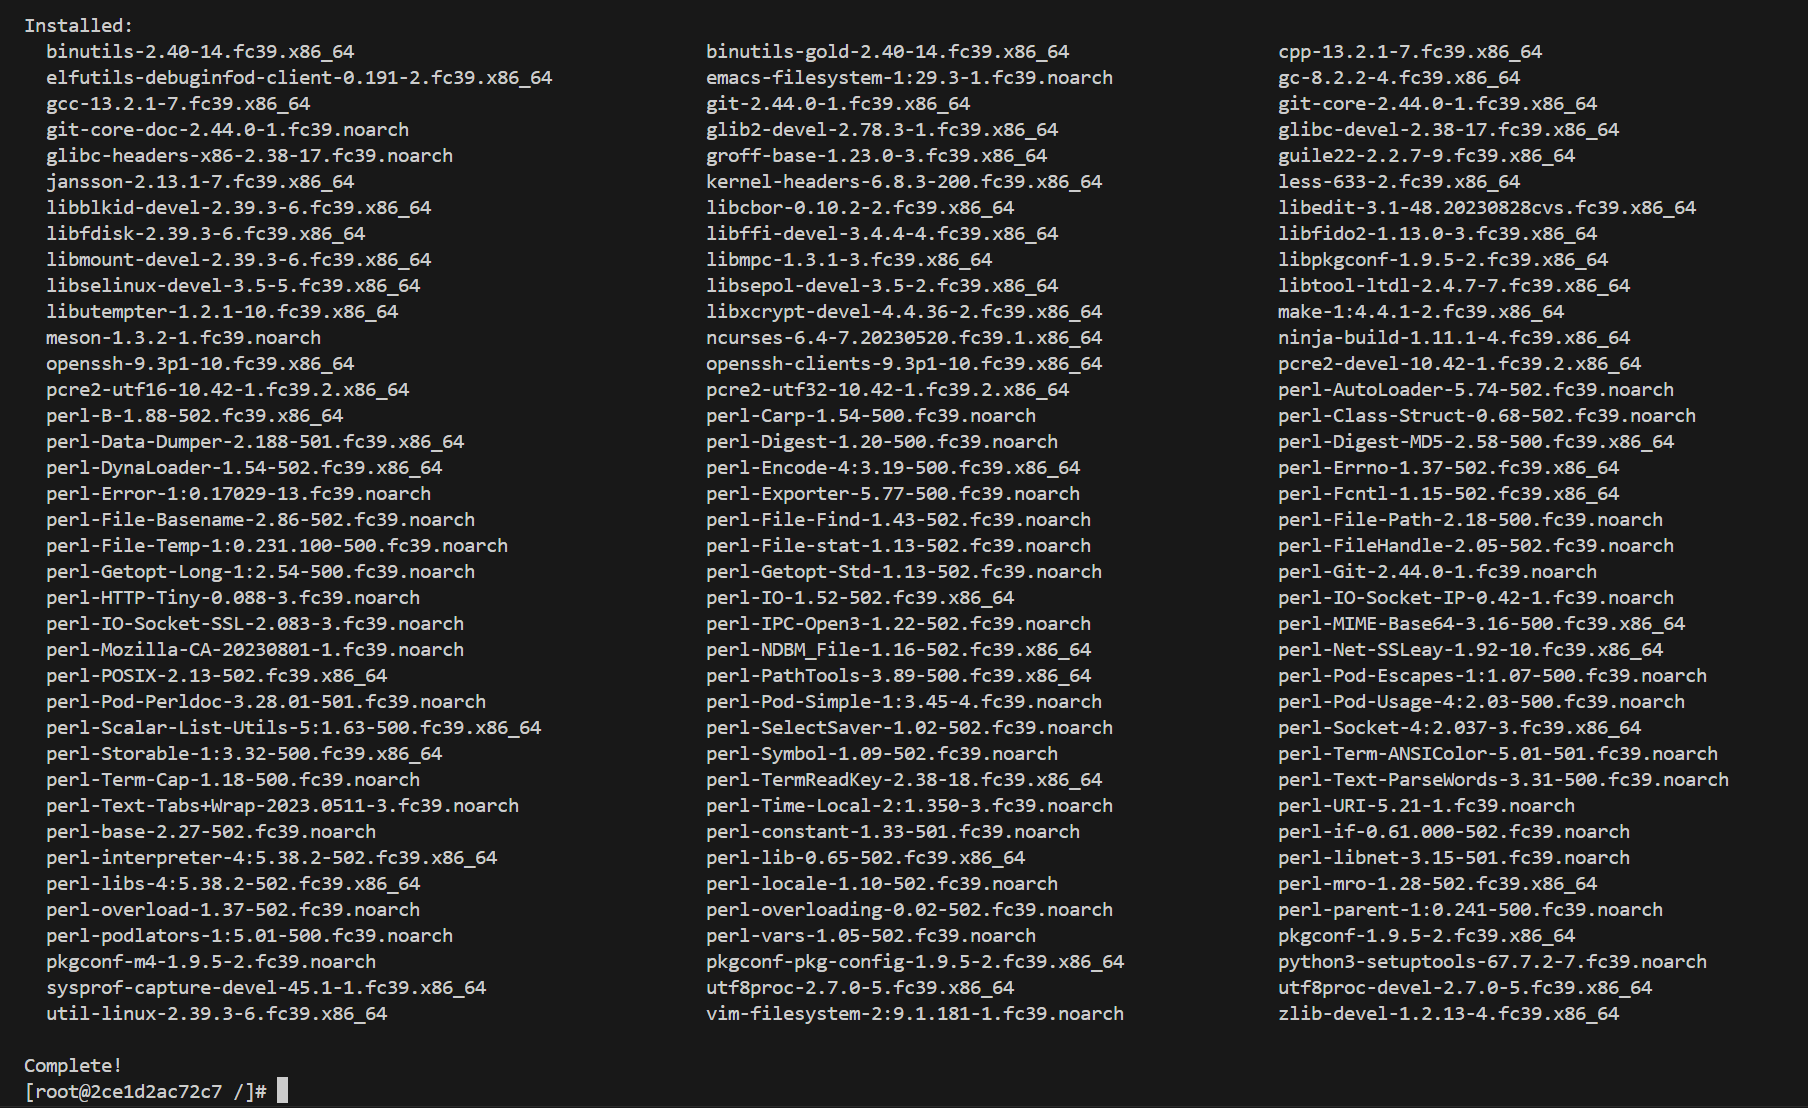 Installed:
binutils-2.40-14.fc39.x86_64 binutils-gold-2.40-14.fc39.x86_64 cpp-13.2.1-7.fc39.x86_64
elfutils-debuginfod-client-0.191-2.fc39.x86_64 emacs-filesystem-1:29.3-1.fc39.noarch gc-8.2.2-4.fc39.x86_64
gcc-13.2.1-7.fc39.x86_64 git-2.44.0-1.fc39.x86_64 git-core-2.44.0-1.fc39.x86_64
git-core-doc-2.44.0-1.fc39.noarch glib2-devel-2.78.3-1.fc39.x86_64 glibc-devel-2.38-17.fc39.x86_64
glibc-headers-x86-2.38-17.fc39.noarch groff-base-1.23.0-3.fc39.x86_64 guile22-2.2.7-9.fc39.x86_64
jansson-2.13.1-7.fc39.x86_64 kernel-headers-6.8.3-200.fc39.x86_64 less-633-2.fc39.x86_64
libblkid-devel-2.39.3-6.fc39.x86_64 libcbor-0.10.2-2.fc39.x86_64 libedit-3.1-48.20230828cvs.fc39.x86_64
libfdisk-2.39.3-6.fc39.x86_64 libffi-devel-3.4.4-4.fc39.x86_64 libfido2-1.13.0-3.fc39.x86_64
libmount-devel-2.39.3-6.fc39.x86_64 libmpc-1.3.1-3.fc39.x86_64 libpkgconf-1.9.5-2.fc39.x86_64
libselinux-devel-3.5-5.fc39.x86_64 libsepol-devel-3.5-2.fc39.x86_64 libtool-ltdl-2.4.7-7.fc39.x86_64
libutempter-1.2.1-10.fc39.x86_64 libxcrypt-devel-4.4.36-2.fc39.x86_64 make-1:4.4.1-2.fc39.x86_64
meson-1.3.2-1.fc39.noarch ncurses-6.4-7.20230520.fc39.1.x86_64 ninja-build-1.11.1-4.fc39.x86_64
openssh-9.3p1-10.fc39.x86_64 openssh-clients-9.3p1-10.fc39.x86_64 pcre2-devel-10.42-1.fc39.2.x86_64
pcre2-utf16-10.42-1.fc39.2.x86_64 pcre2-utf32-10.42-1.fc39.2.x86_64 perl-AutoLoader-5.74-502.fc39.noarch
perl-B-1.88-502.fc39.x86_64 perl-Carp-1.54-500.fc39.noarch perl-Class-Struct-0.68-502.fc39.noarch
perl-Data-Dumper-2.188-501.fc39.x86_64 perl-Digest-1.20-500.fc39.noarch perl-Digest-MD5-2.58-500.fc39.x86_64
perl-DynaLoader-1.54-502.fc39.x86_64 perl-Encode-4:3.19-500.fc39.x86_64 perl-Errno-1.37-502.fc39.x86_64
perl-Error-1:0.17029-13.fc39.noarch perl-Exporter-5.77-500.fc39.noarch perl-Fcntl-1.15-502.fc39.x86_64
perl-File-Basename-2.86-502.fc39.noarch perl-File-Find-1.43-502.fc39.noarch perl-File-Path-2.18-500.fc39.noarch
perl-File-Temp-1:0.231.100-500.fc39.noarch perl-File-stat-1.13-502.fc39.noarch perl-FileHandle-2.05-502.fc39.noarch
perl-Getopt-Long-1:2.54-500.fc39.noarch perl-Getopt-Std-1.13-502.fc39.noarch perl-Git-2.44.0-1.fc39.noarch
perl-HTTP-Tiny-0.088-3.fc39.noarch perl-IO-1.52-502.fc39.x86_64 perl-IO-Socket-IP-0.42-1.fc39.noarch
perl-IO-Socket-SSL-2.083-3.fc39.noarch perl-IPC-Open3-1.22-502.fc39.noarch perl-MIME-Base64-3.16-500.fc39.x86_64
perl-Mozilla-CA-20230801-1.fc39.noarch perl-NDBM_File-1.16-502.fc39.x86_64 perl-Net-SSLeay-1.92-10.fc39.x86_64
perl-POSIX-2.13-502.fc39.x86_64 perl-PathTools-3.89-500.fc39.x86_64 perl-Pod-Escapes-1:1.07-500.fc39.noarch
perl-Pod-Perldoc-3.28.01-501.fc39.noarch perl-Pod-Simple-1:3.45-4.fc39.noarch perl-Pod-Usage-4:2.03-500.fc39.noarch
perl-Scalar-List-Utils-5:1.63-500.fc39.x86_64 perl-SelectSaver-1.02-502.fc39.noarch perl-Socket-4:2.037-3.fc39.x86_64
perl-Storable-1:3.32-500.fc39.x86_64 perl-Symbol-1.09-502.fc39.noarch perl-Term-ANSIColor-5.01-501.fc39.noarch
perl-Term-Cap-1.18-500.fc39.noarch perl-TermReadKey-2.38-18.fc39.x86_64 perl-Text-ParseWords-3.31-500.fc39.noarch
perl-Text-Tabs+Wrap-2023.0511-3.fc39.noarch perl-Time-Local-2:1.350-3.fc39.noarch perl-URI-5.21-1.fc39.noarch
perl-base-2.27-502.fc39.noarch perl-constant-1.33-501.fc39.noarch perl-if-0.61.000-502.fc39.noarch
perl-interpreter-4:5.38.2-502.fc39.x86_64 perl-lib-0.65-502.fc39.x86_64 perl-libnet-3.15-501.fc39.noarch
perl-libs-4:5.38.2-502.fc39.x86_64 perl-locale-1.10-502.fc39.noarch perl-mro-1.28-502.fc39.x86_64
perl-overload-1.37-502.fc39.noarch perl-overloading-0.02-502.fc39.noarch perl-parent-1:0.241-500.fc39.noarch
perl-podlators-1:5.01-500.fc39.noarch perl-vars-1.05-502.fc39.noarch pkgconf-1.9.5-2.fc39.x86_64
pkgconf-m4-1.9.5-2.fc39.noarch pkgconf-pkg-config-1.9.5-2.fc39.x86_64 python3-setuptools-67.7.2-7.fc39.noarch
sysprof-capture-devel-45.1-1.fc39.x86_64 utf8proc-2.7.0-5.fc39.x86_64 utf8proc-devel-2.7.0-5.fc39.x86_64
util-linux-2.39.3-6.fc39.x86_64 vim-filesystem-2:9.1.181-1.fc39.noarch zlib-devel-1.2.13-4.fc39.x86_64
Complete!
[root@2ce1d2ac72c7 /]#